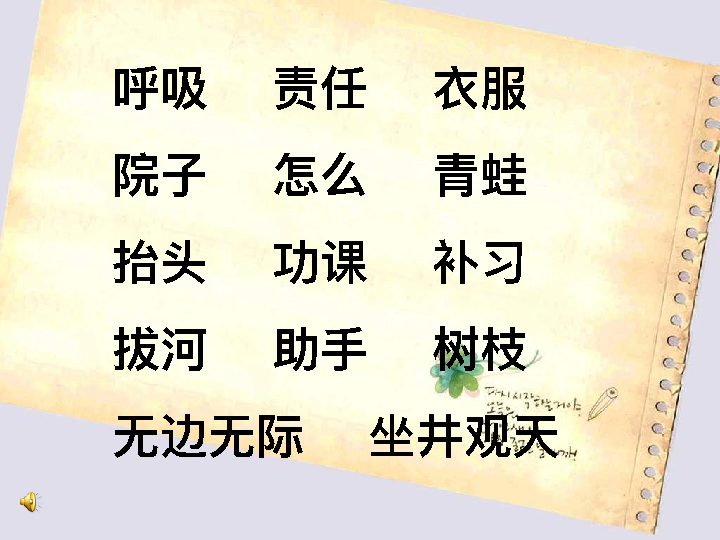 呼吸 责任 衣服
院子 怎么 青蛙
抬头 功课 补习
拔河 助手 树枝
无边无际 坐井观天